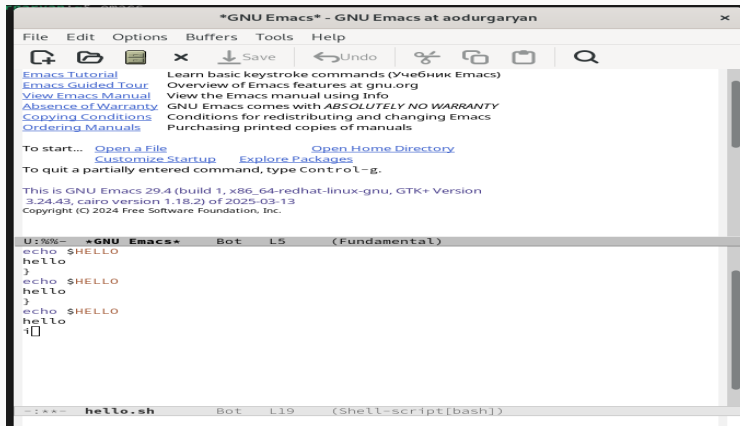 *GNU Emacs* - GNU Emacs at aodurgaryan
File Edit Options Buffers Tools Help
Save Undo
Emacs Tutorial Learn basic keystroke commands (Учебник Emacs)
Emacs Guided Tour Overview of Emacs features at gnu.org
View Emacs Manual View the Emacs manual using Info
Absence of Warranty GNU Emacs comes with ABSOLUTELY NO WARRANTY
Copying Conditions Conditions for redistributing and changing Emacs
Ordering Manuals Purchasing printed copies of manuals
To start... Open a File Open Home Directory
Customize Startup Explore Packages
To quit a partially entered command, type Control-g.
This is GNU Emacs 29.4 (build 1, x86_64-redhat-linux-gnu, GTK+ Version
3.24.43, cairo version 1.18.2) of 2025-03-13
Copyright (C) 2024 Free Software Foundation, Inc.
U:%%- *GNU Emacs* Bot L5 (Fundamental)
echo $HELLO
hello
}
echo $HELLO
hello
}
echo $HELLO
hello
i
-:**- hello.sh Bot L19 (Shell-script[bash])